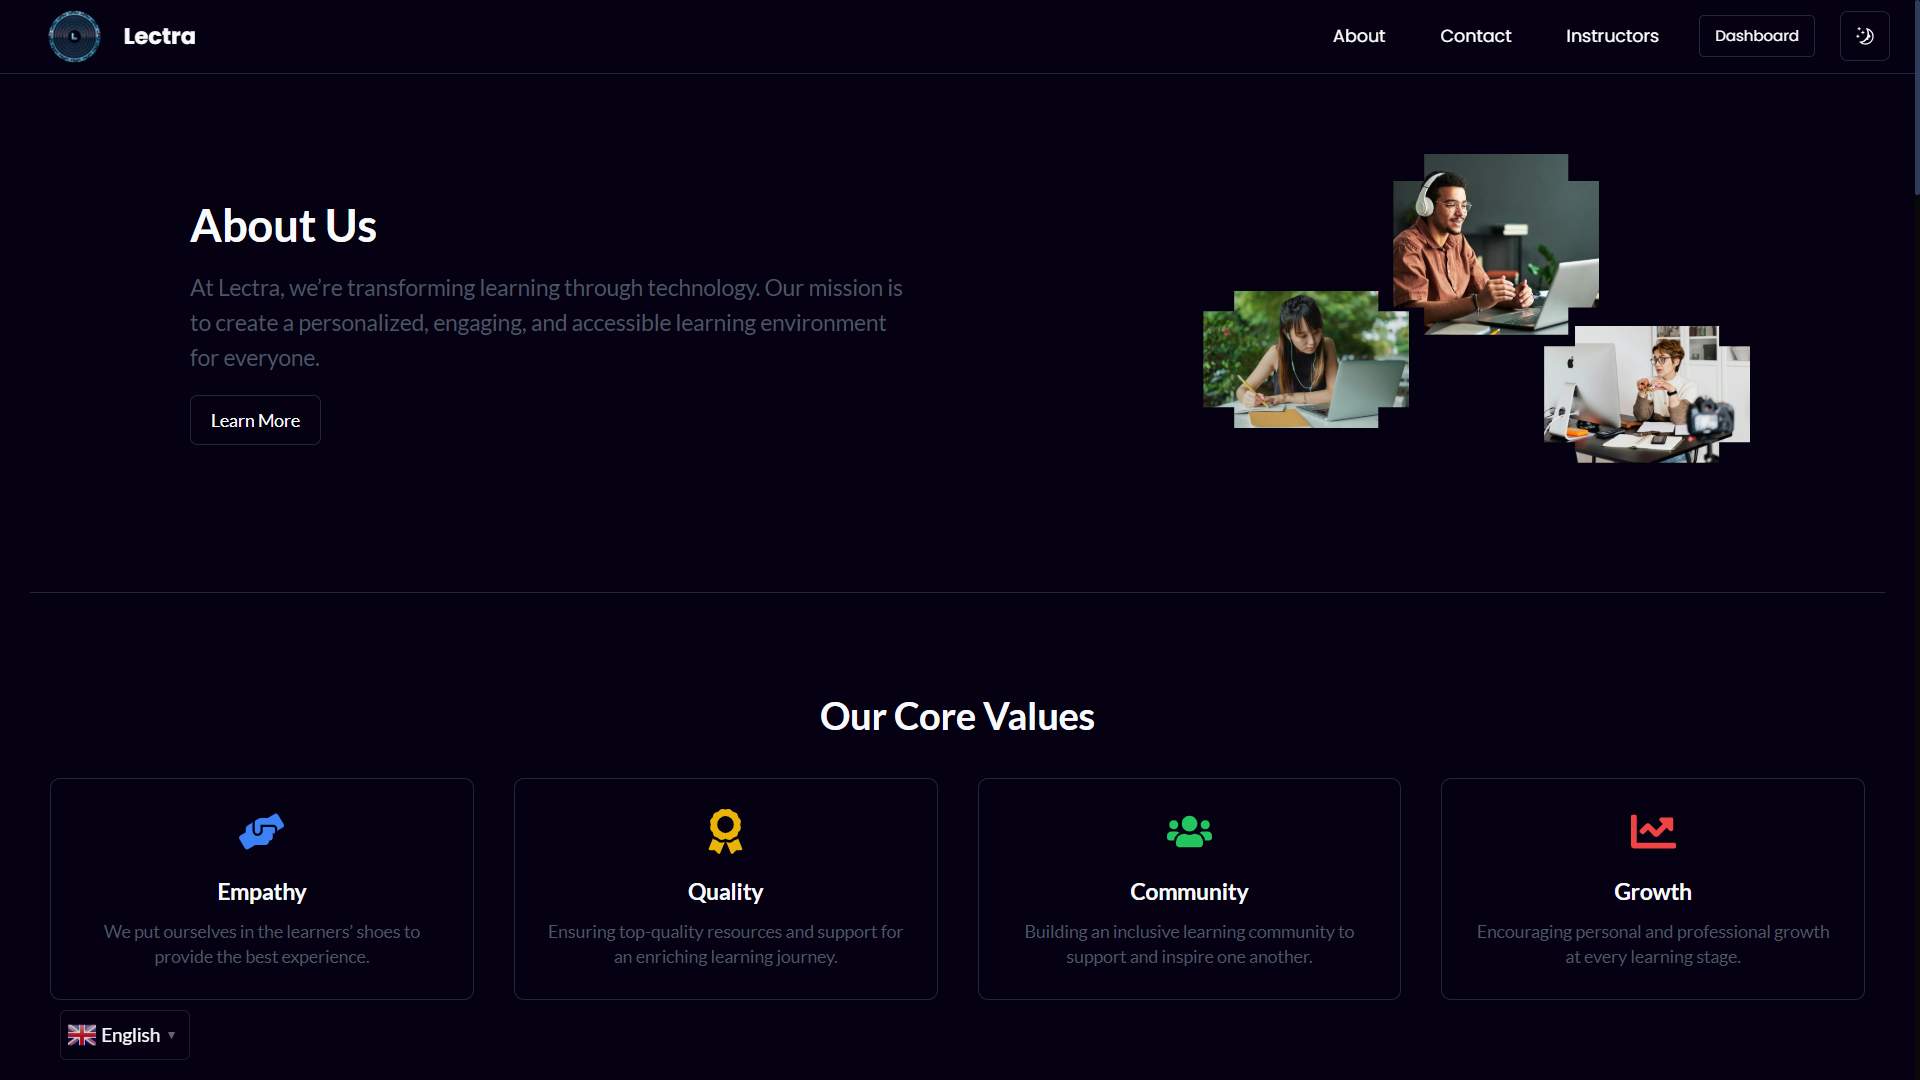 Lectra
About
Contact
Instructors
Dashboard
About Us
At Lectra, we’re transforming learning through technology. Our mission is
to create a personalized, engaging, and accessible learning environment
for everyone.
Learn More
Our Core Values
Empathy
We put ourselves in the learners’ shoes to
provide the best experience.
Quality
Ensuring top-quality resources and support for
an enriching learning journey.
Community
Building an inclusive learning community to
support and inspire one another.
Growth
Encouraging personal and professional growth
at every learning stage.
English